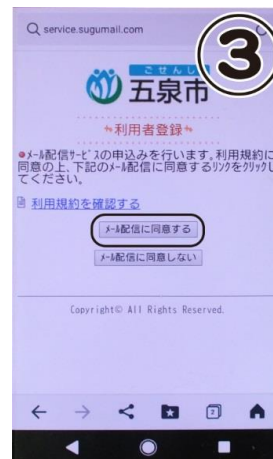 service.sugumail.com
③
ごせんし
五泉市
利用者登録
●ﾒｰﾙ配信ｻｰﾋﾞｽの申込みを行います。利用規約に
同意の上、下記のﾒｰﾙ配信に同意するﾘﾝｸをｸﾘｯｸし
てください。
利用規約を確認する
ﾒｰﾙ配信に同意する
ﾒｰﾙ配信に同意しない
Copyright© All Rights Reserved.
2